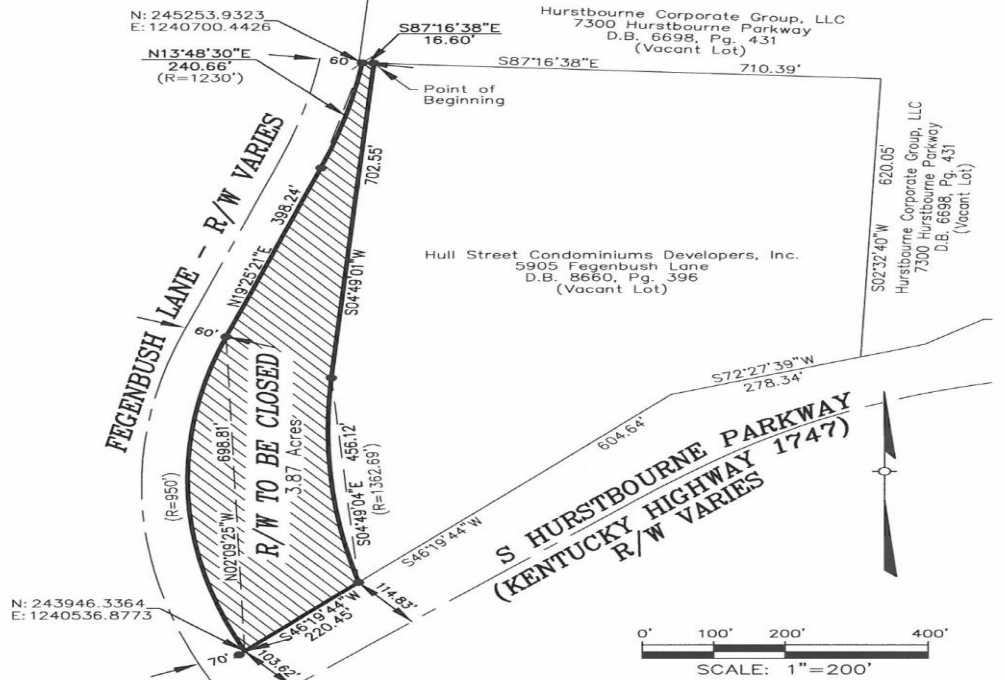 N: 245253.9323
E: 1240700.4426
N13°48'30"E
240.66'
(R=1230')
60'
S87°16'38"E
16.60'
Hurstbourne Corporate Group, LLC
7300 Hurstbourne Parkway
D.B. 6698, Pg. 431
(Vacant Lot)
S87°16'38"E
710.39'
Point of
Beginning
FEGENBUSH LANE - R/W VARIES
398.24'
N19°25'21"E
702.55'
S04°49'01"W
Hull Street Condominiums Developers, Inc.
5905 Fegenbush Lane
D.B. 8660, Pg. 396
(Vacant Lot)
620.05'
S02°32'40"W
Hurstbourne Corporate Group, LLC
7300 Hurstbourne Parkway
D.B. 6698, Pg. 431
(Vacant Lot)
60'
R/W TO BE CLOSED
3.87 Acres
698.81'
N02°09'25"W
(R=950')
456.12'
S04°49'04"E
(R=1362.69')
S72°27'39"W
278.34'
604.64'
S46°19'44"W
S HURSTBOURNE PARKWAY
(KENTUCKY HIGHWAY 1747)
R/W VARIES
N: 243946.3364
E: 1240536.8773
S46°19'44"W
220.45'
114.83'
70'
103.62'
0' 100' 200' 400'
SCALE: 1"=200'